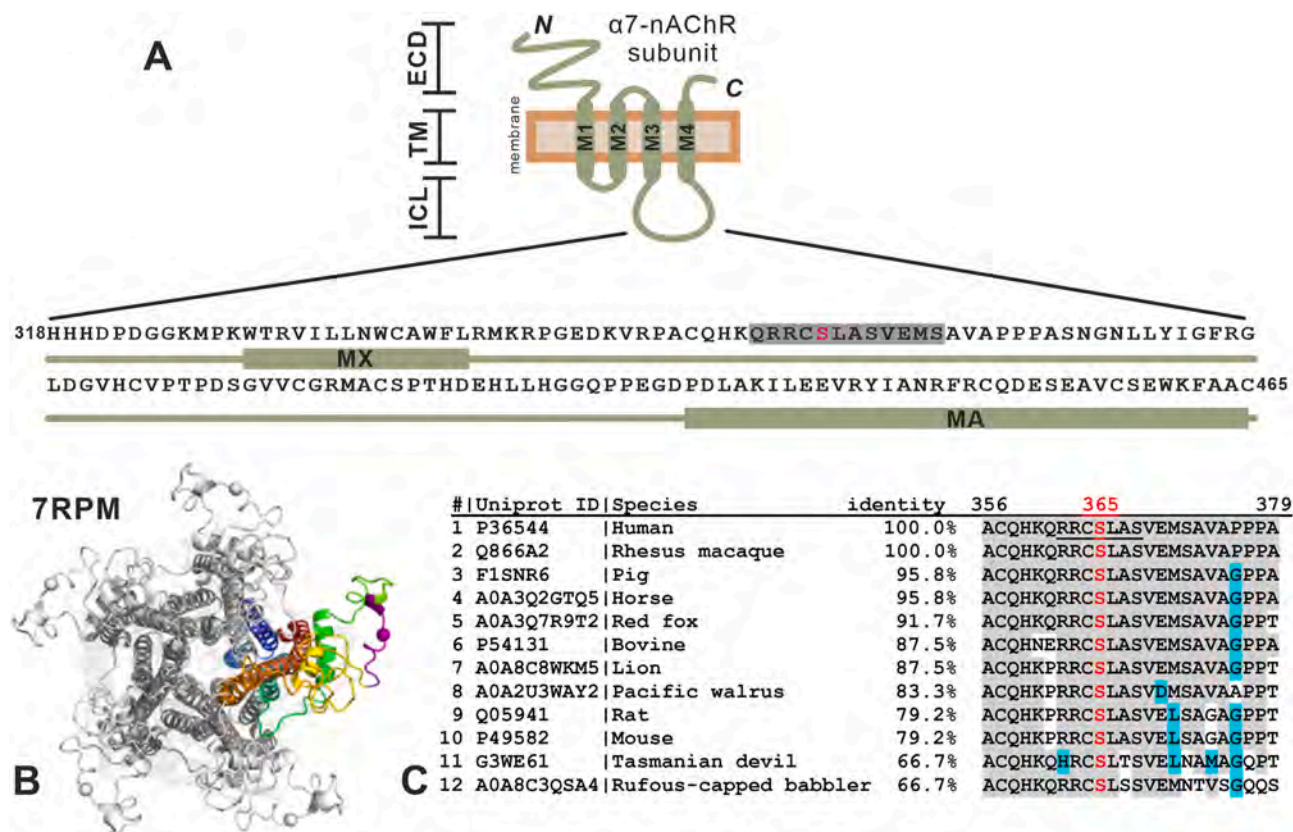 A
ECD
TM
ICL
membrane
N
α7-nAChR
subunit
C
M1 M2 M3 M4
318HHHDPDGGKMPKWTRVILLNWCAWFLRMKRPGEDKVRPACQHKQRRCSLASVEMSAVAPPPASNGNLLYIGFRG
MX
LDGVHCVPTPDSGVVCGRMACSPTHDEHLLHGGQPPEGDPDLAKILEEVRYIANRFRCQDESEAVCSEWKFAAC465
MA
7RPM
B
C
#|Uniprot ID|Species identity 356 365 379
1 P36544 |Human 100.0% ACQHKQRRCSLASVEMSAVAPPPA
2 Q866A2 |Rhesus macaque 100.0% ACQHKQRRCSLASVEMSAVAPPPA
3 F1SNR6 |Pig 95.8% ACQHKQRRCSLASVEMSAVAGPPA
4 A0A3Q2GTQ5|Horse 95.8% ACQHKQRRCSLASVEMSAVAGPPA
5 A0A3Q7R9T2|Red fox 91.7% ACQHKQRRCSLASVEMSAVAGPPT
6 P54131 |Bovine 87.5% ACQHNERRCSLASVEMSAVAGPPA
7 A0A8C8WKM5|Lion 87.5% ACQHKPRRCSLASVEMSAVAGPPT
8 A0A2U3WAY2|Pacific walrus 83.3% ACQHKPRRCSLASVDMSAVAAPPT
9 Q05941 |Rat 79.2% ACQHKPRRCSLASVELSAGAGPPT
10 P49582 |Mouse 79.2% ACQHKPRRCSLASVELSAGAGPPT
11 G3WE61 |Tasmanian devil 66.7% ACQHKQHRCSLTSVELNAMAGQPT
12 A0A8C3QSA4|Rufous-capped babbler 66.7% ACQHKQRRCSLSSVEMNTVSGQQS